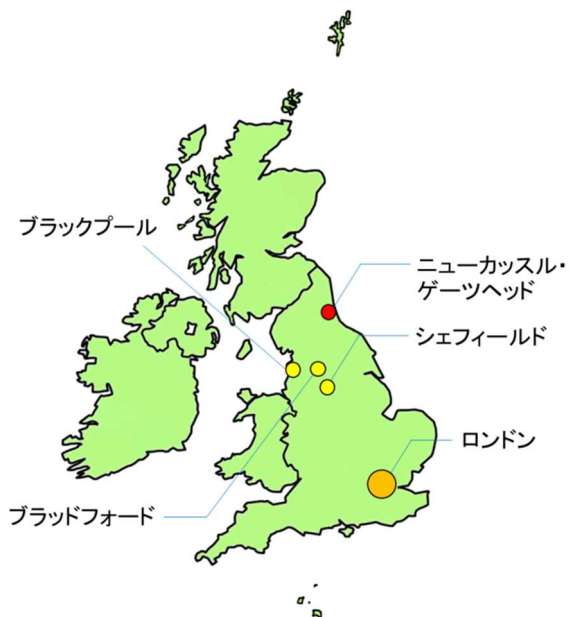 ブラックプール
ニューカッスル・
ゲーツヘッド
シェフィールド
ロンドン
ブラッドフォード